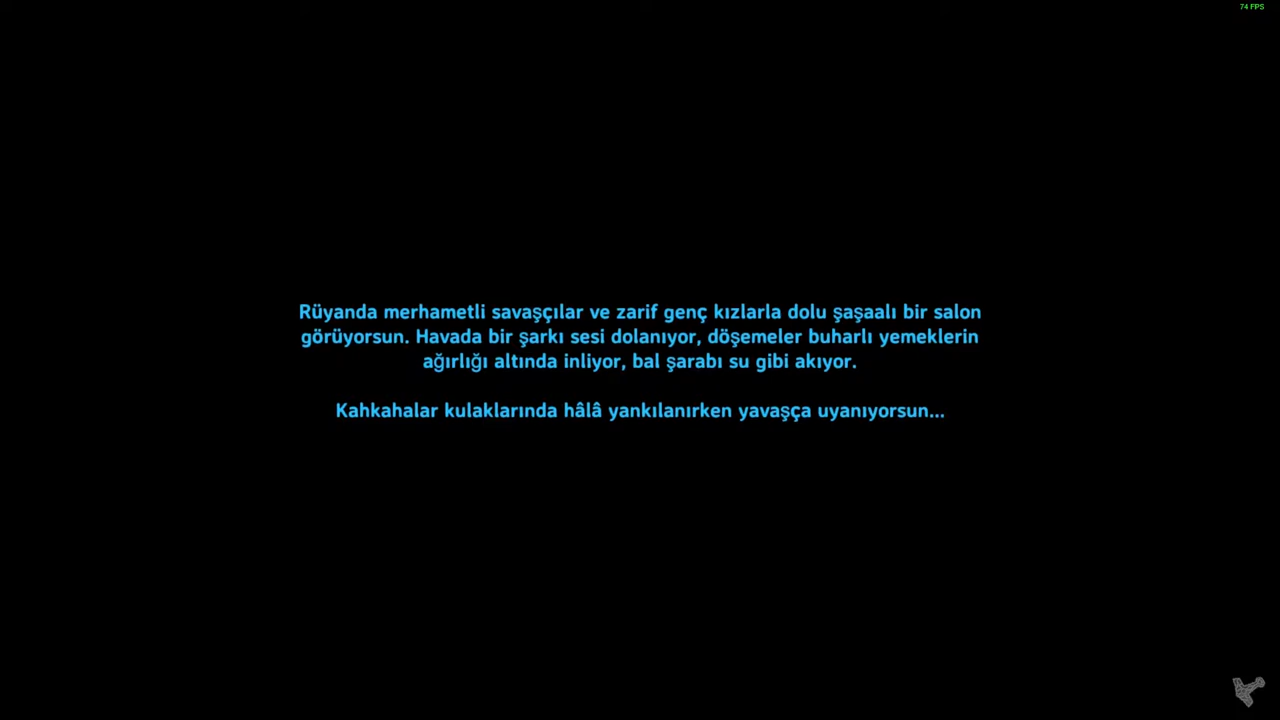 74 FPS
Rüyanda merhametli savaşçılar ve zarif genç kızlarla dolu şaşaalı bir salon
görüyorsun. Havada bir şarkı sesi dolanıyor, döşemeler buharlı yemeklerin
ağırlığı altında inliyor, bal şarabı su gibi akıyor.
Kahkahalar kulaklarında hâlâ yankılanırken yavaşça uyanıyorsun...